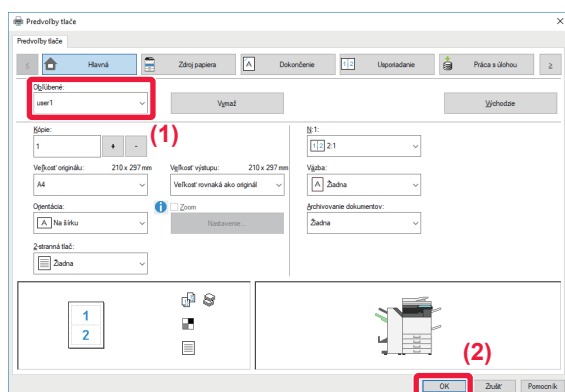 Predvoľby tlače
Predvoľby tlače
Hlavná Zdroj papiera Dokončenie Usporiadanie Práca s úlohou
Obľúbené:
user1 Vymaž Východzie
(1)
Kópie: N:1:
1 + - 2:1
Veľkosť originálu: 210 x 297 mm Veľkosť výstupu: 210 x 297 mm Väzba:
A4 Veľkosť rovnaká ako originál Žiadna
Orientácia: Zoom Archivovanie dokumentov:
Na šírku Nastavenie... Žiadna
2-stranná tlač:
Žiadna
1
2
(2)
OK Zrušiť Pomocník